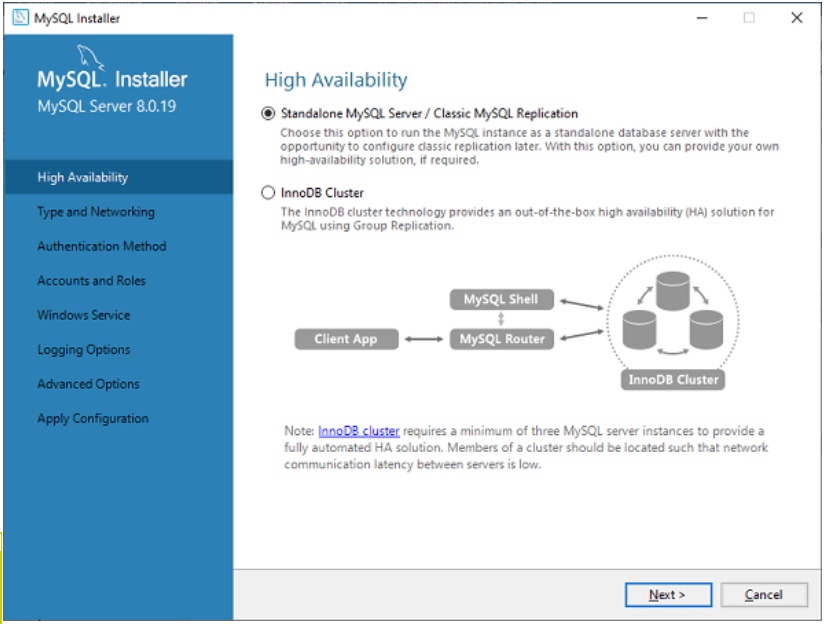 MySQL Installer
MySQL. Installer
MySQL Server 8.0.19
High Availability
Type and Networking
Authentication Method
Accounts and Roles
Windows Service
Logging Options
Advanced Options
Apply Configuration
High Availability
Standalone MySQL Server / Classic MySQL Replication
Choose this option to run the MySQL instance as a standalone database server with the
opportunity to configure classic replication later. With this option, you can provide your own
high-availability solution, if required.
InnoDB Cluster
The InnoDB cluster technology provides an out-of-the-box high availability (HA) solution for
MySQL using Group Replication.
MySQL Shell
Client App
MySQL Router
InnoDB Cluster
Note: InnoDB cluster requires a minimum of three MySQL server instances to provide a
fully automated HA solution. Members of a cluster should be located such that network
communication latency between servers is low.
Next >
Cancel